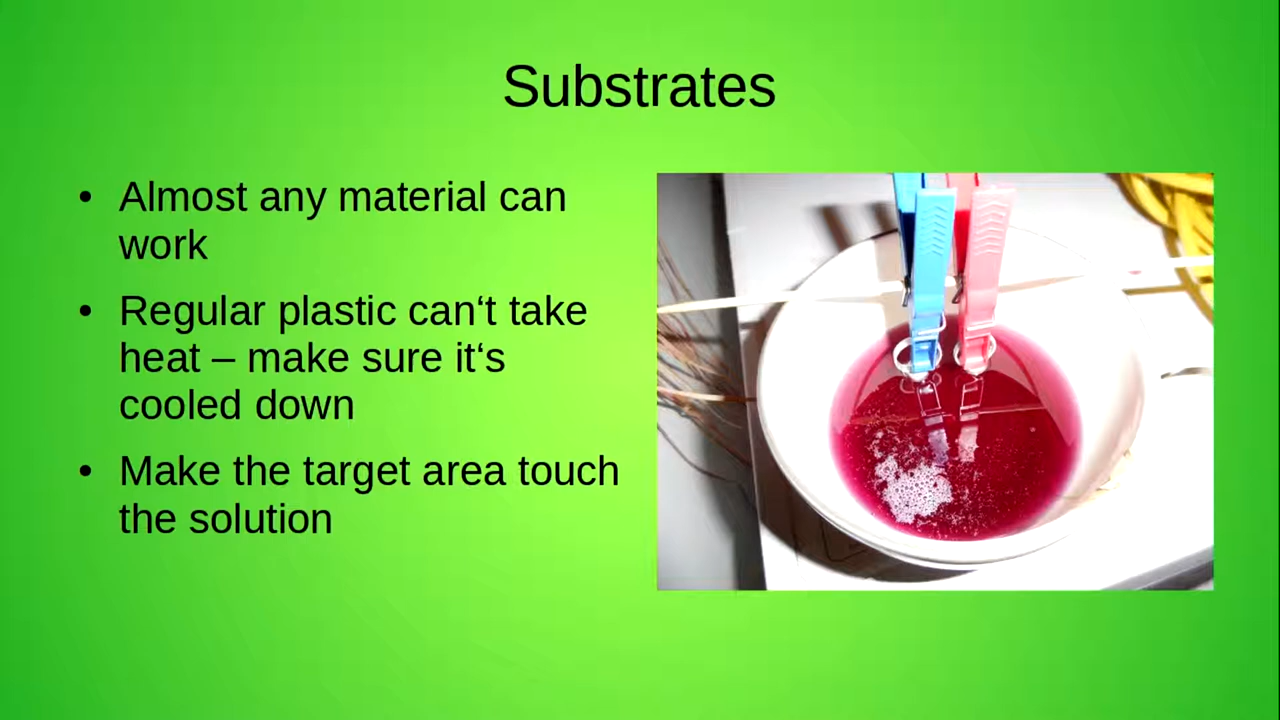 Substrates
• Almost any material can
work
• Regular plastic can‘t take
heat – make sure it‘s
cooled down
• Make the target area touch
the solution